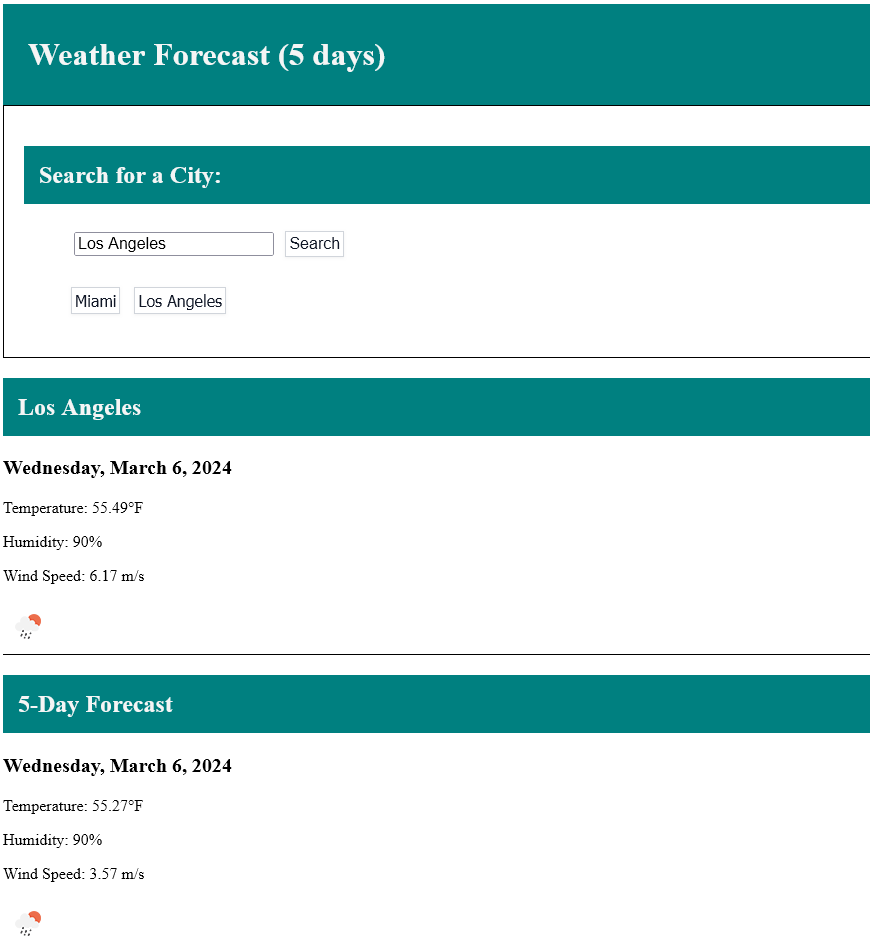 Weather Forecast (5 days)
Search for a City:
Los Angeles Search
Miami Los Angeles
Los Angeles
Wednesday, March 6, 2024
Temperature: 55.49°F
Humidity: 90%
Wind Speed: 6.17 m/s
5-Day Forecast
Wednesday, March 6, 2024
Temperature: 55.27°F
Humidity: 90%
Wind Speed: 3.57 m/s